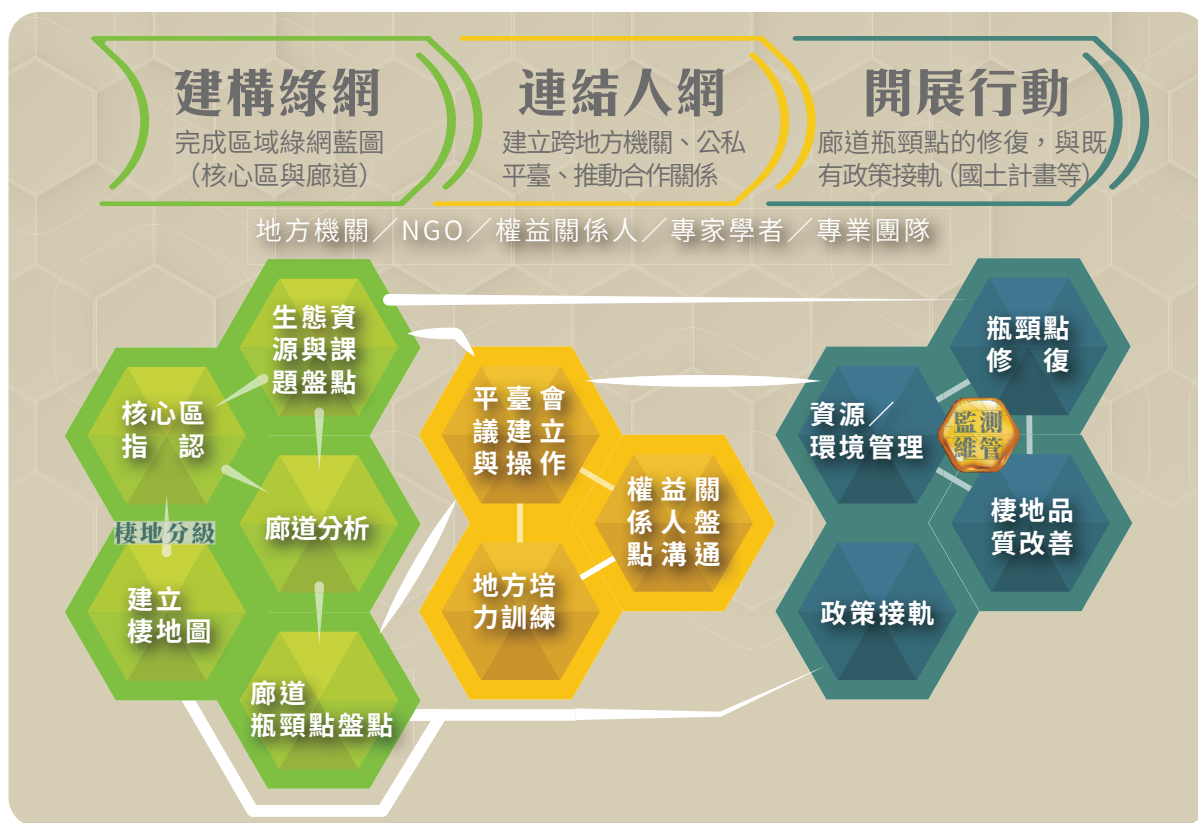 建構綠網
完成區域綠網藍圖
（核心區與廊道）
連結人網
建立跨地方機關、公私
平臺、推動合作關係
開展行動
廊道瓶頸點的修復，與既
有政策接軌（國土計畫等）
地方機關／NGO／權益關係人／專家學者／專業團隊
生態資
源與課
題盤點
核心區
指認
棲地分級
廊道分析
建立
棲地圖
廊道
瓶頸點盤點
平臺會
議建立
與操作
權益關
係人盤
點溝通
地方培
力訓練
瓶頸點
修復
資源／
環境管理
監測
維管
棲地品
質改善
政策接軌